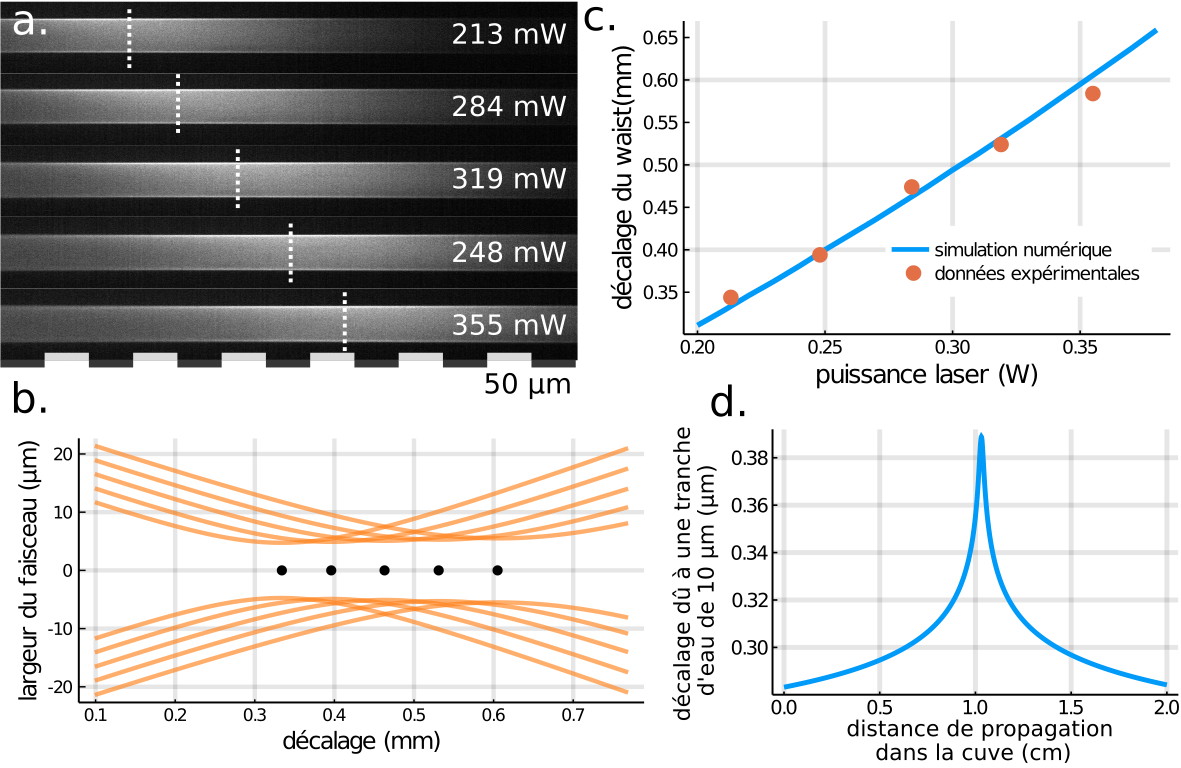 a.
213 mW
284 mW
319 mW
248 mW
355 mW
50 µm
b.
largeur du faisceau (µm)
20
10
0
-10
-20
0.1 0.2 0.3 0.4 0.5 0.6 0.7
décalage (mm)
c.
décalage du waist(mm)
0.65
0.60
0.55
0.50
0.45
0.40
0.35
simulation numérique
données expérimentales
0.20 0.25 0.30 0.35
puissance laser (W)
d.
décalage dû à une tranche
d'eau de 10 µm (µm)
0.38
0.36
0.34
0.32
0.30
0.0 0.5 1.0 1.5 2.0
distance de propagation
dans la cuve (cm)